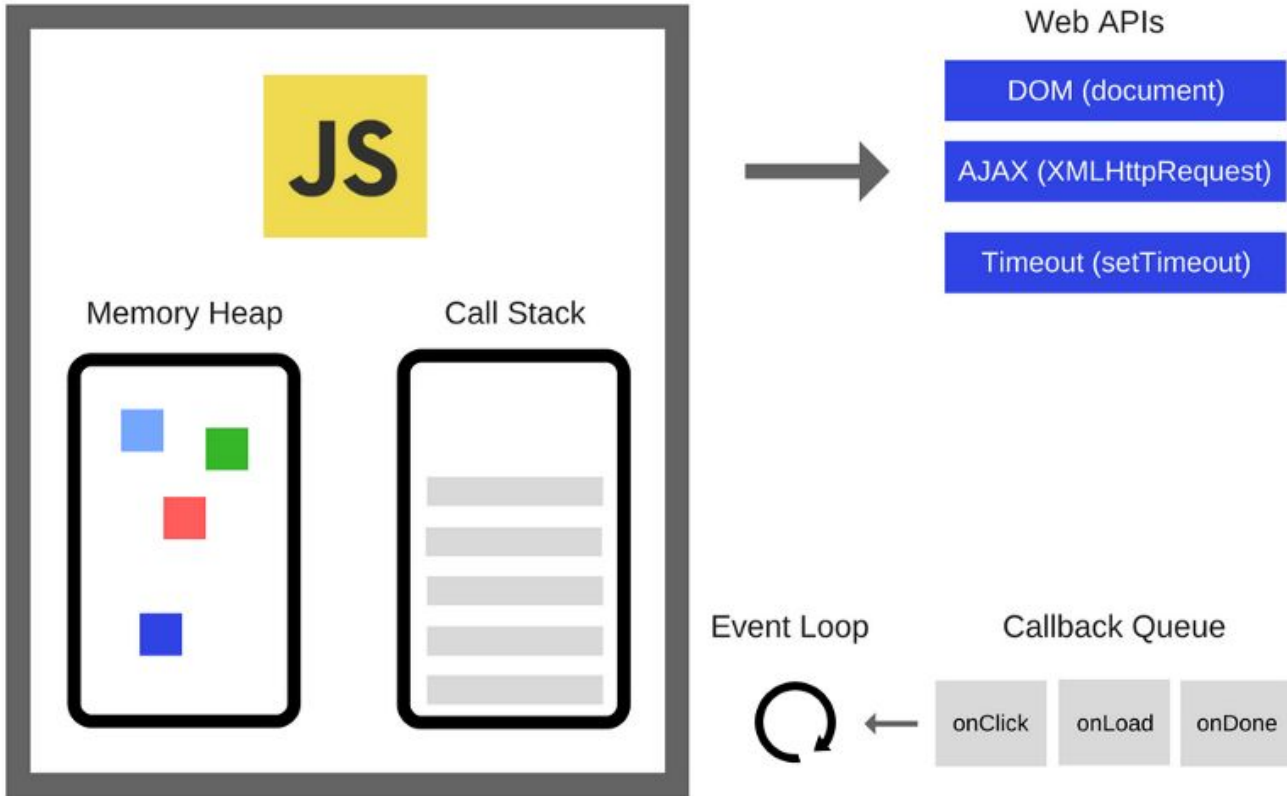 Web APIs
DOM (document)
JS
AJAX (XMLHttpRequest)
Timeout (setTimeout)
Memory Heap
Call Stack
Event Loop
Callback Queue
onClick
onLoad
onDone